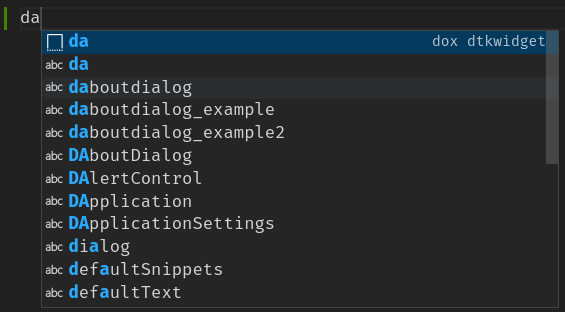 da
da dox dtkwidget
abc da
abc daboutdialog
abc daboutdialog_example
abc daboutdialog_example2
abc DAboutDialog
abc DAlertControl
abc DApplication
abc DApplicationSettings
abc dialog
abc defaultSnippets
abc defaultText